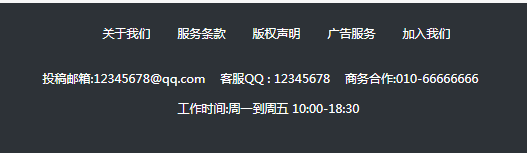 关于我们 服务条款 版权声明 广告服务 加入我们
投稿邮箱:12345678@qq.com 客服QQ : 12345678 商务合作:010-66666666
工作时间:周一到周五 10:00-18:30